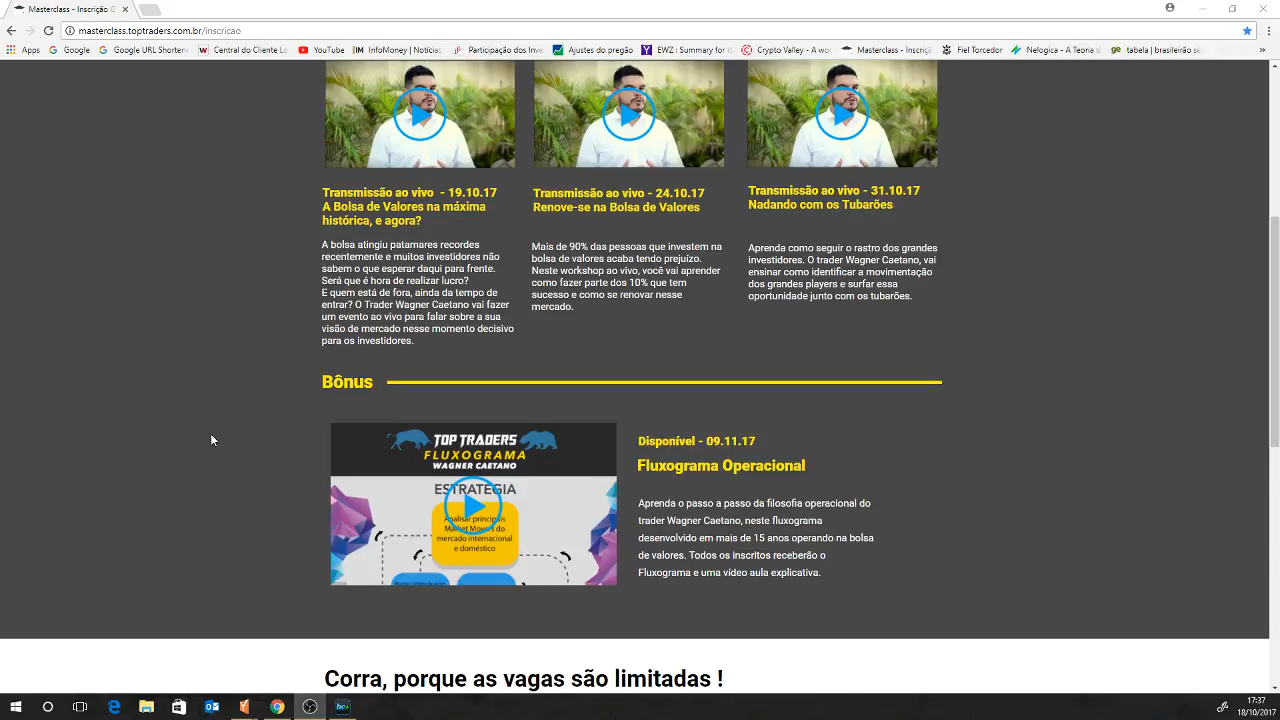 Masterclass - Inscrição
masterclass.toptraders.com.br/inscricao
Apps
Google
Google URL Shorten
Central do Cliente L
YouTube
InfoMoney | Notícias
Participação dos Inve
Ajustes do pregão
EWZ : Summary for i
Crypto Valley - A wo
Masterclass - Inscriç
Fiel Torcedor
Nelogica - A Teoria d
tabela | brasileirão sé
»
Transmissão ao vivo - 19.10.17
A Bolsa de Valores na máxima
histórica, e agora?
A bolsa atingiu patamares recordes
recentemente e muitos investidores não
sabem o que esperar daqui para frente.
Será que é hora de realizar lucro?
E quem está de fora, ainda da tempo de
entrar? O Trader Wagner Caetano vai fazer
um evento ao vivo para falar sobre a sua
visão de mercado nesse momento decisivo
para os investidores.
Transmissão ao vivo - 24.10.17
Renove-se na Bolsa de Valores
Mais de 90% das pessoas que investem na
bolsa de valores acaba tendo prejuízo.
Neste workshop ao vivo, você vai aprender
como fazer parte dos 10% que tem
sucesso e como se renovar nesse
mercado.
Transmissão ao vivo - 31.10.17
Nadando com os Tubarões
Aprenda como seguir o rastro dos grandes
investidores. O trader Wagner Caetano, vai
ensinar como identificar a movimentação
dos grandes players e surfar essa
oportunidade junto com os tubarões.
Bônus
TOP TRADERS
FLUXOGRAMA
WAGNER CAETANO
ESTRATÉGIA
Analisar principais
Market Movers do
mercado internacional
e doméstico
Disponível - 09.11.17
Fluxograma Operacional
Aprenda o passo a passo da filosofia operacional do
trader Wagner Caetano, neste fluxograma
desenvolvido em mais de 15 anos operando na bolsa
de valores. Todos os inscritos receberão o
Fluxograma e uma vídeo aula explicativa.
Corra, porque as vagas são limitadas !
17:37
18/10/2017